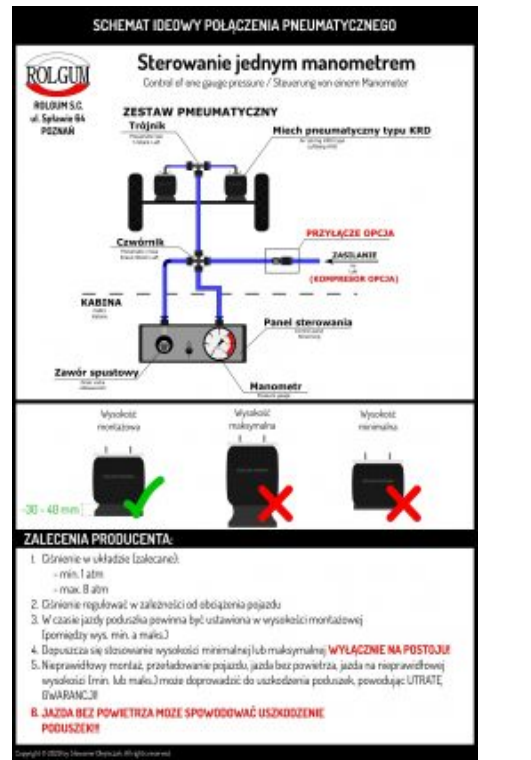 SCHEMAT IDEOWY POŁĄCZENIA PNEUMATYCZNEGO
ROLGUM
ROLGUM S.C.
ul. Spławie 64
POZNAŃ
Sterowanie jednym manometrem
Control of one gauge pressure / Steuerung von einem Manometer
ZESTAW PMEUMATYCZNY
Trójnik
Miech pneumatyczny typu KRD
PRZYŁĄCZE OPCJA
Czwórnik
ZASILANIE
(KOMPRESOR OPCJA)
KABINA
Panel sterowania
Zawór spustowy
Manometr
Wysokość montażowa
Wysokość maksymalna
Wysokość minimalna
~30 - 40 mm
ZALECENIA PRODUCENTA:
1. Ciśnienie w układzie (zalecane):
- min. 1 atm
- max. 8 atm
2. Ciśnienie regulować w zależności od obciążenia pojazdu
3. W czasie jazdy poduszka powinna być ustawiona w wysokości montażowej
(pomiędzy wys. min. a maks.)
4. Dopuszcza się stosowanie wysokości minimalnej lub maksymalnej WYŁĄCZNIE NA POSTOJU!
5. Nieprawidłowy montaż, przeładowanie pojazdu, jazda bez powietrza, jazda na nieprawidłowej
wysokości (min. lub maks.) może doprowadzić do uszkodzenia poduszek, powodując UTRATĘ
GWARANCJI!
6. JAZDA BEZ POWIETRZA MOŻE SPOWODOWAĆ USZKODZENIE
PODUSZEK!!!